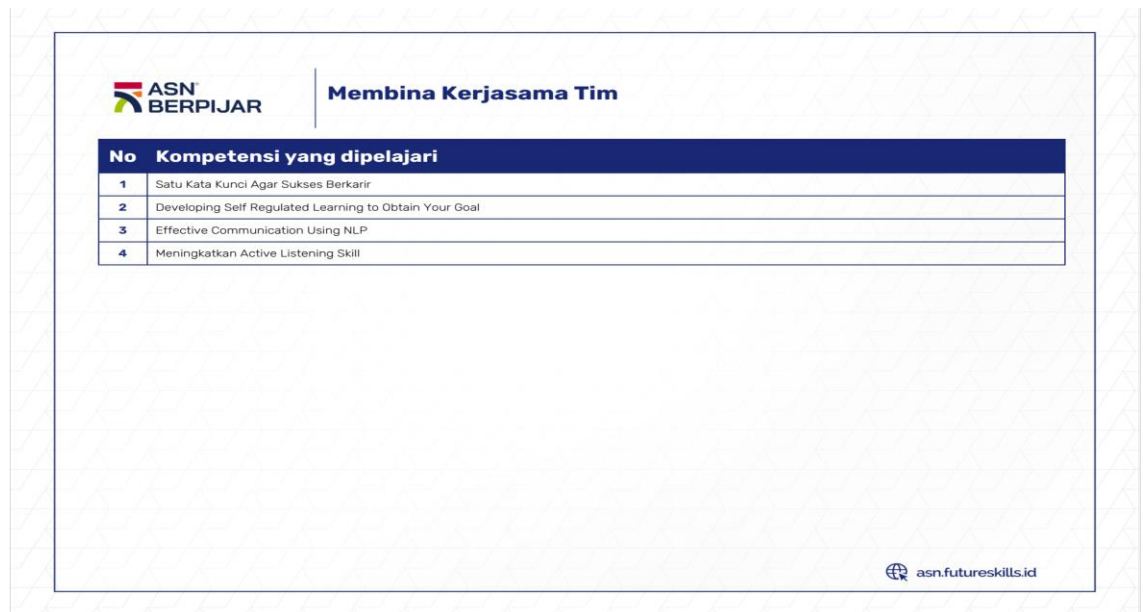 ASN
BERPIJAR
Membina Kerjasama Tim
No Kompetensi yang dipelajari
1 Satu Kata Kunci Agar Sukses Berkarir
2 Developing Self Regulated Learning to Obtain Your Goal
3 Effective Communication Using NLP
4 Meningkatkan Active Listening Skill
asn.futureskills.id